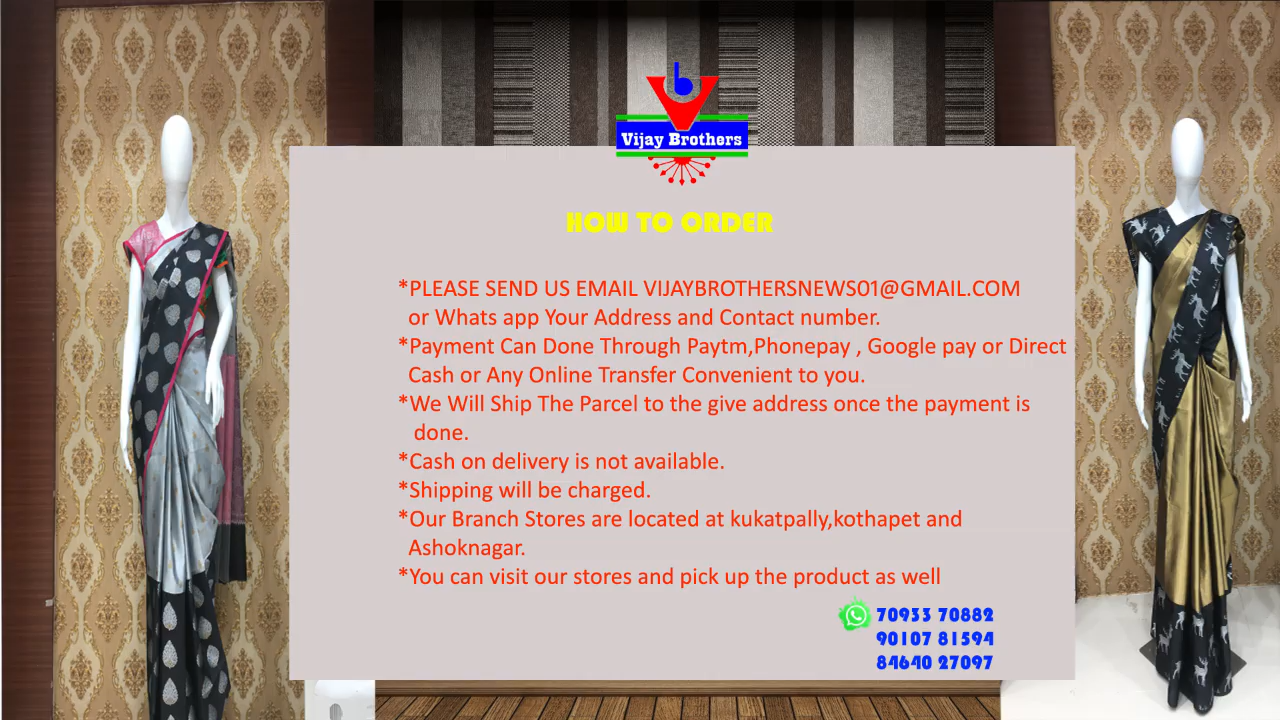 b
Vijay Brothers
HOW TO ORDER
*PLEASE SEND US EMAIL VIJAYBROTHERSNEWS01@GMAIL.COM
or Whats app Your Address and Contact number.
*Payment Can Done Through Paytm,Phonepay , Google pay or Direct
Cash or Any Online Transfer Convenient to you.
*We Will Ship The Parcel to the give address once the payment is
done.
*Cash on delivery is not available.
*Shipping will be charged.
*Our Branch Stores are located at kukatpally,kothapet and
Ashoknagar.
*You can visit our stores and pick up the product as well
70933 70882
90107 81594
84640 27097